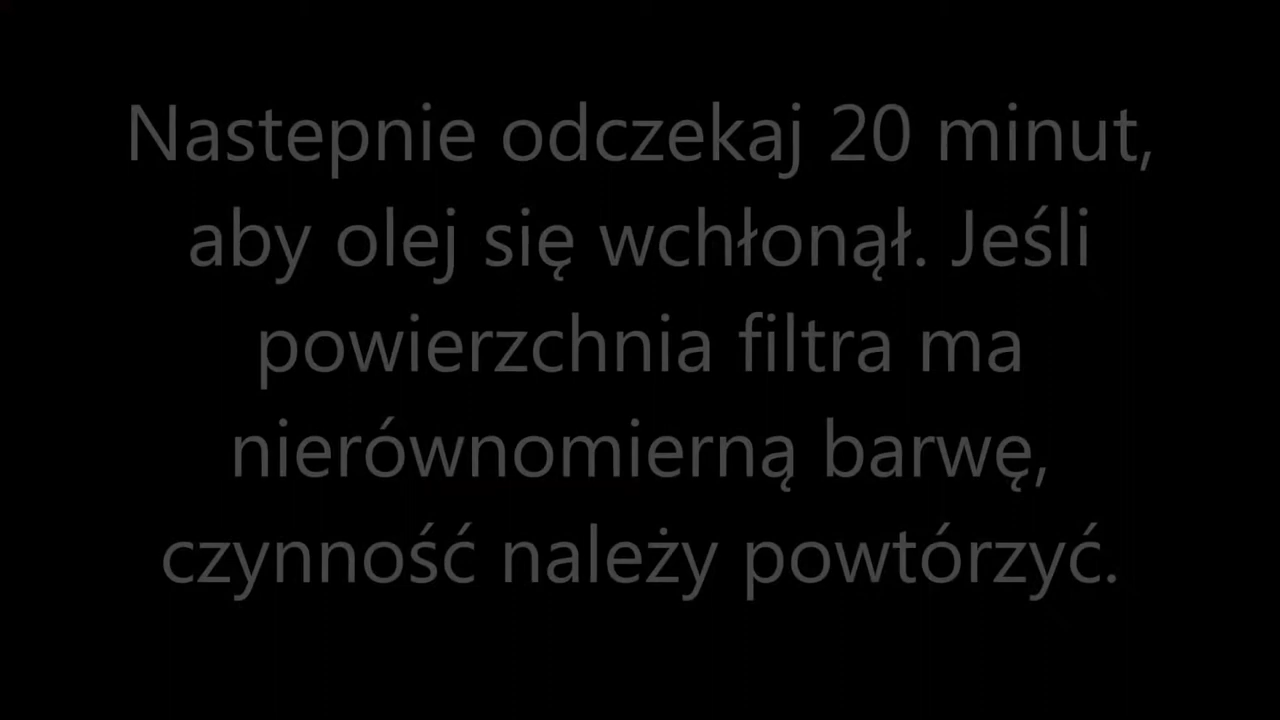 Nastepnie odczekaj 20 minut,
aby olej się wchłonął. Jeśli
powierzchnia filtra ma
nierównomierną barwę,
czynność należy powtórzyć.